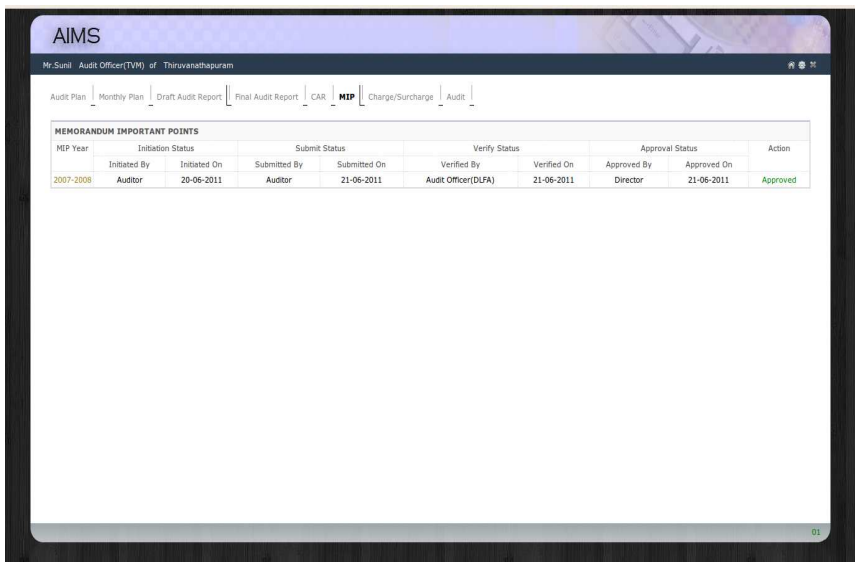 AIMS
Mr.Sunil Audit Officer(TVM) of Thiruvanathapuram
Audit Plan Monthly Plan Draft Audit Report Final Audit Report CAR MIP Charge/Surcharge Audit
MEMORANDUM IMPORTANT POINTS
MIP Year Initiation Status Submit Status Verify Status Approval Status Action
Initiated By Initiated On Submitted By Submitted On Verified By Verified On Approved By Approved On
2007-2008 Auditor 20-06-2011 Auditor 21-06-2011 Audit Officer(DLFA) 21-06-2011 Director 21-06-2011 Approved
01